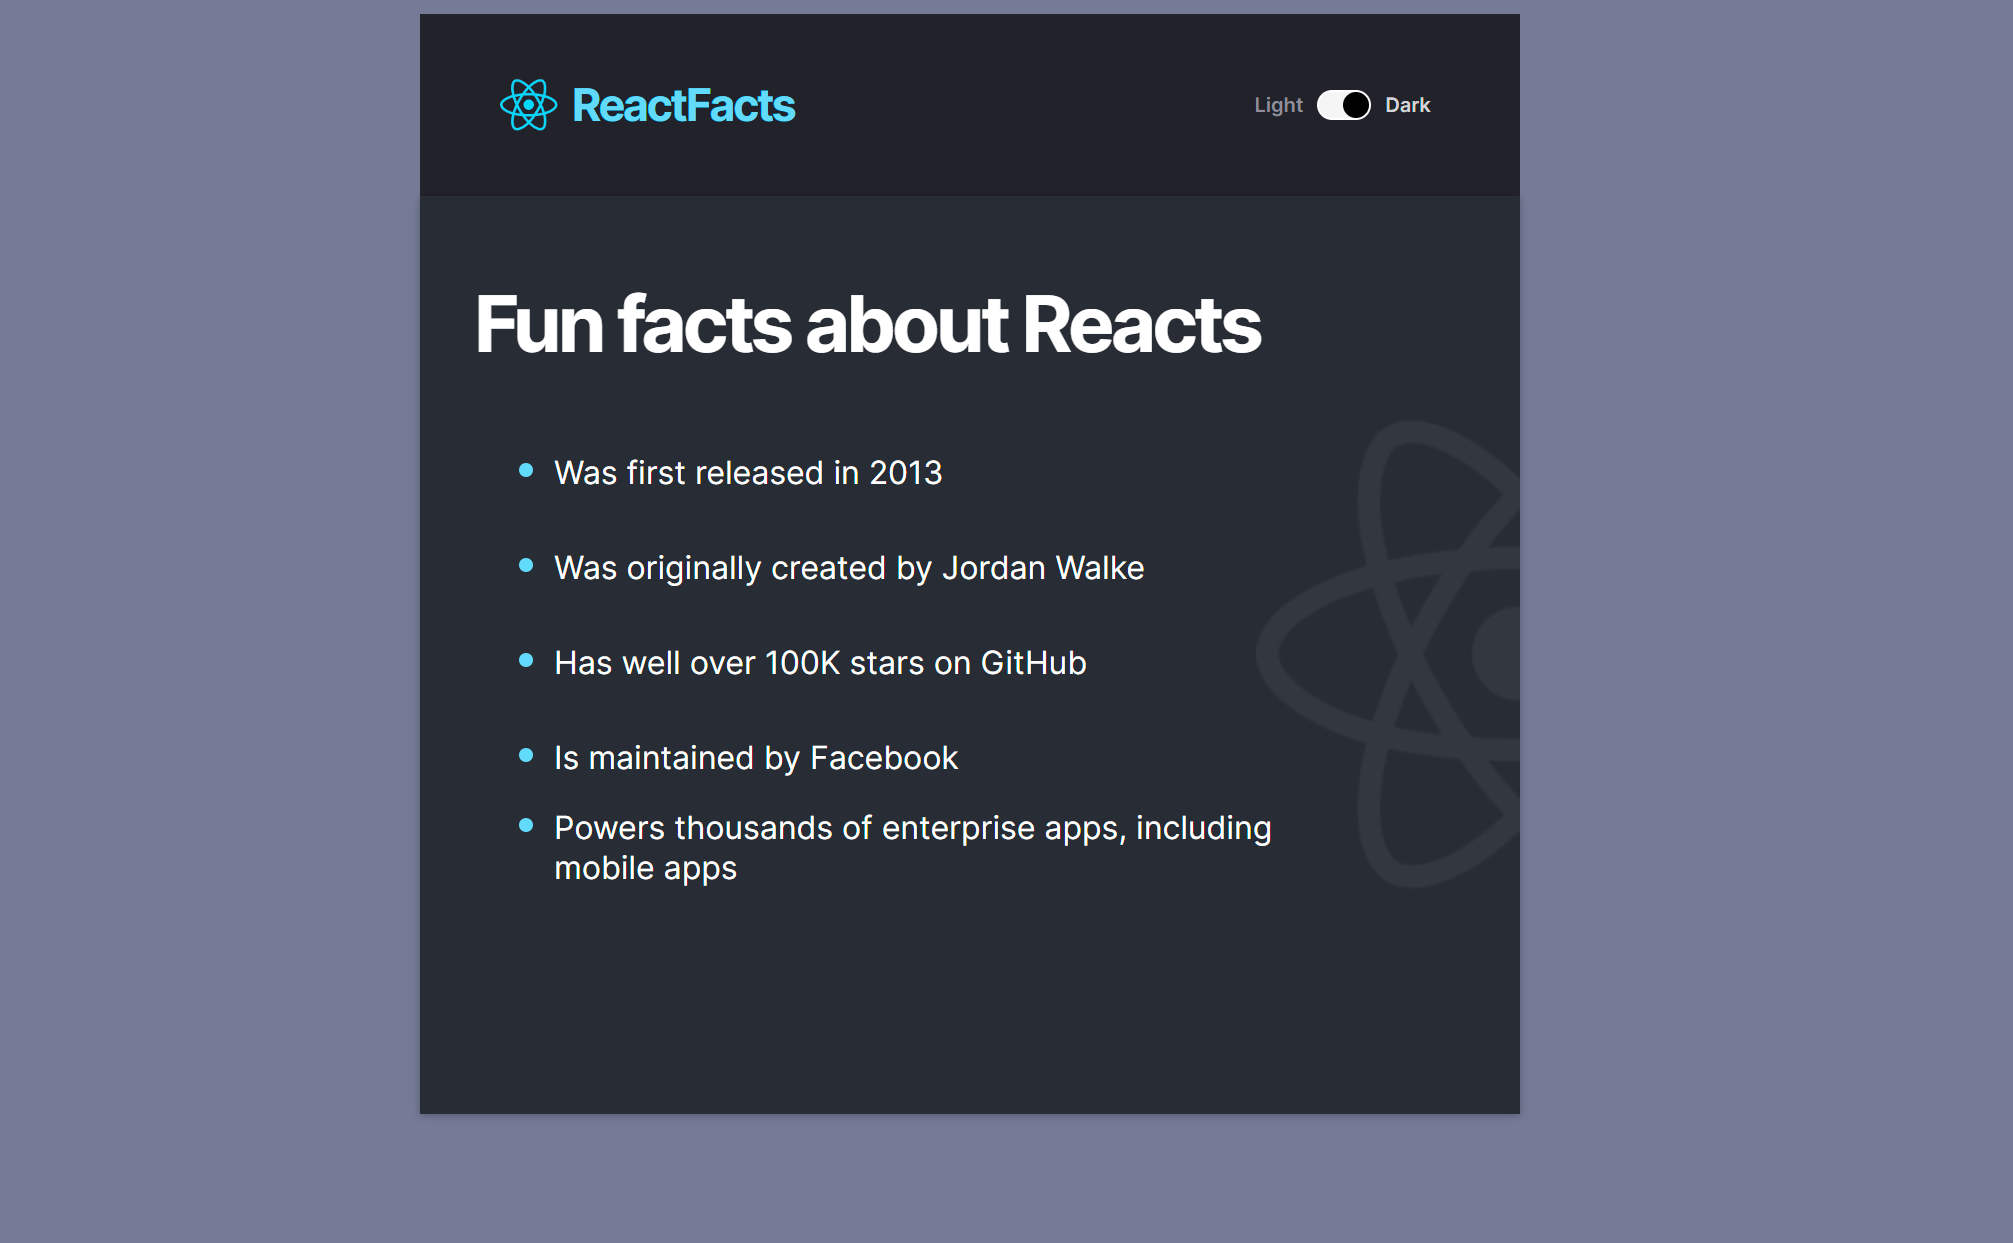 ReactFacts
Light Dark
Fun facts about Reacts
Was first released in 2013
Was originally created by Jordan Walke
Has well over 100K stars on GitHub
Is maintained by Facebook
Powers thousands of enterprise apps, including
mobile apps